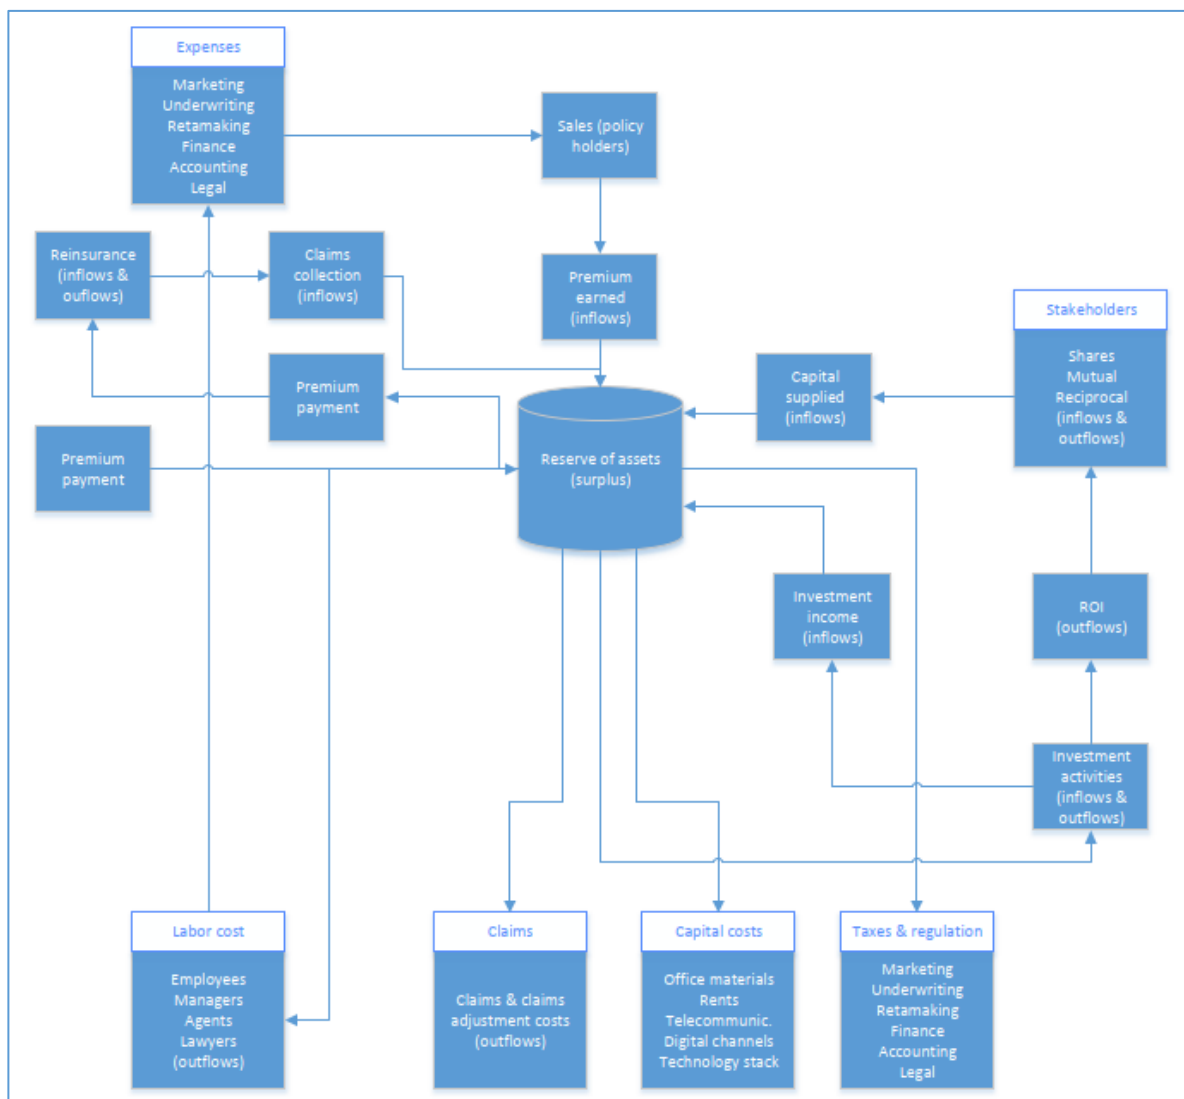 Expenses
Marketing
Underwriting
Retamaking
Finance
Accounting
Legal
Sales (policy
holders)
Reinsurance
(inflows &
ouflows)
Claims
collection
(inflows)
Premium
earned
(inflows)
Stakeholders
Shares
Mutual
Reciprocal
(inflows &
outflows)
Premium
payment
Capital
supplied
(inflows)
Premium
payment
Reserve of assets
(surplus)
Investment
income
(inflows)
ROI
(outflows)
Investment
activities
(inflows &
outflows)
Labor cost
Employees
Managers
Agents
Lawyers
(outflows)
Claims
Claims & claims
adjustment costs
(outflows)
Capital costs
Office materials
Rents
Telecommunic.
Digital channels
Technology stack
Taxes & regulation
Marketing
Underwriting
Retamaking
Finance
Accounting
Legal